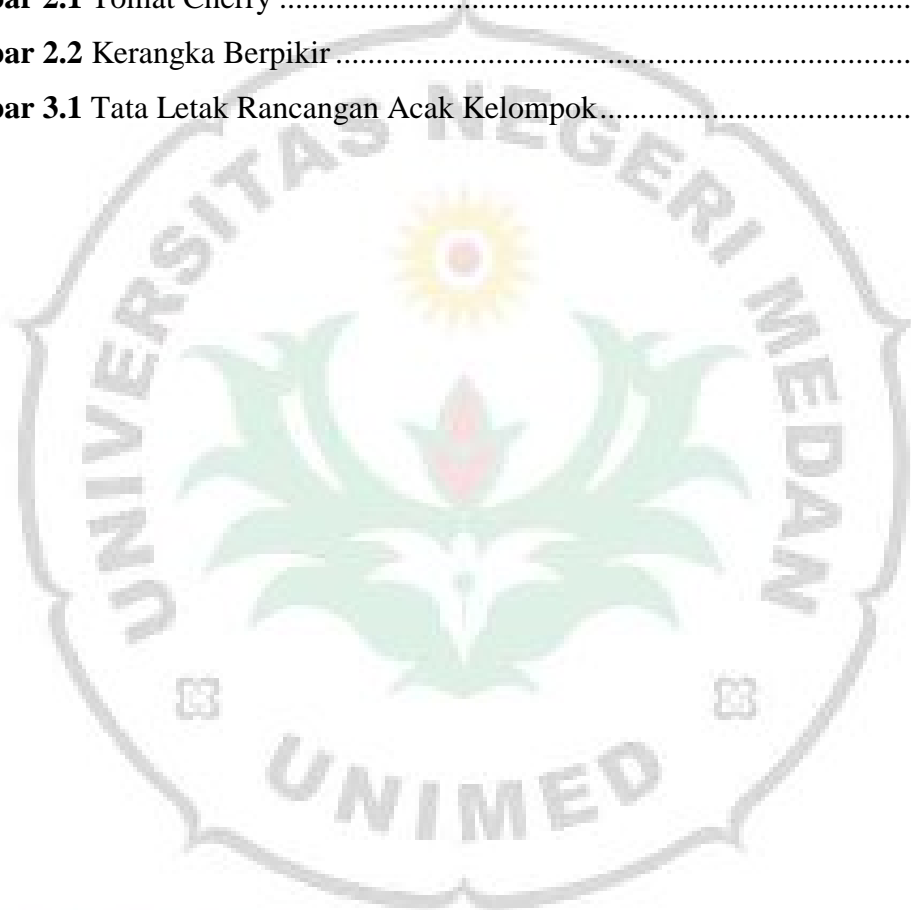 bar 2.1 Tomat Cherry
bar 2.2 Kerangka Berpikir
bar 3.1 Tata Letak Rancangan Acak Kelompok
UNIVERSITAS NEGERI MEDAN
UNIMED